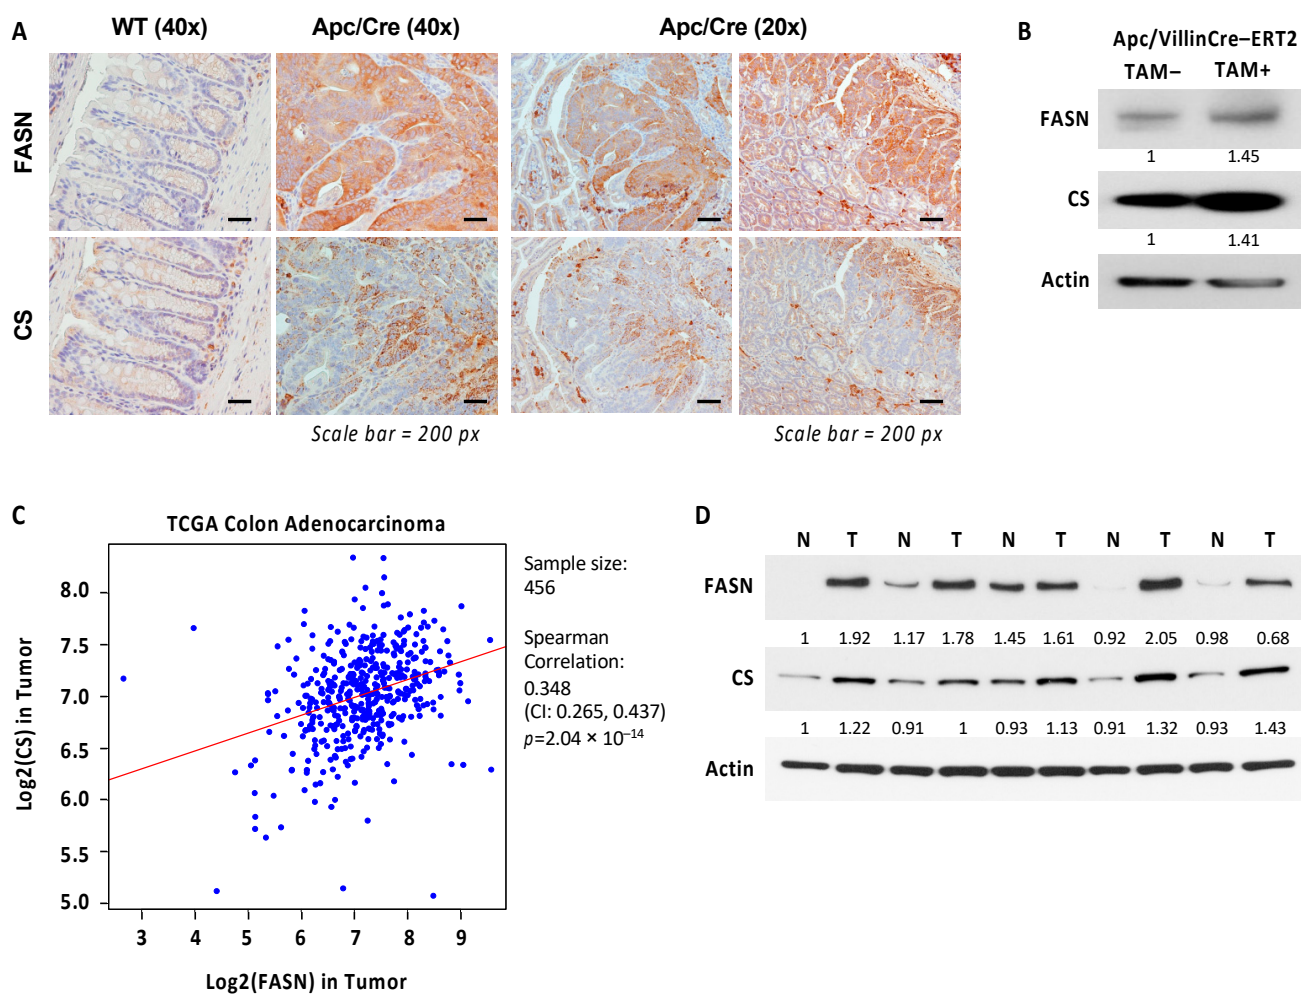 A
WT (40x)
Apc/Cre (40x)
Apc/Cre (20x)
FASN
CS
Scale bar = 200 px
Scale bar = 200 px
B
Apc/VillinCre–ERT2
TAM– TAM+
FASN
1 1.45
CS
1 1.41
Actin
C
TCGA Colon Adenocarcinoma
8.0
7.5
7.0
6.5
6.0
5.5
5.0
Log2(CS) in Tumor
3 4 5 6 7 8 9
Log2(FASN) in Tumor
Sample size:
456
Spearman
Correlation:
0.348
(CI: 0.265, 0.437)
p=2.04 × 10–14
D
N T N T N T N T N T
FASN
1 1.92 1.17 1.78 1.45 1.61 0.92 2.05 0.98 0.68
CS
1 1.22 0.91 1 0.93 1.13 0.91 1.32 0.93 1.43
Actin